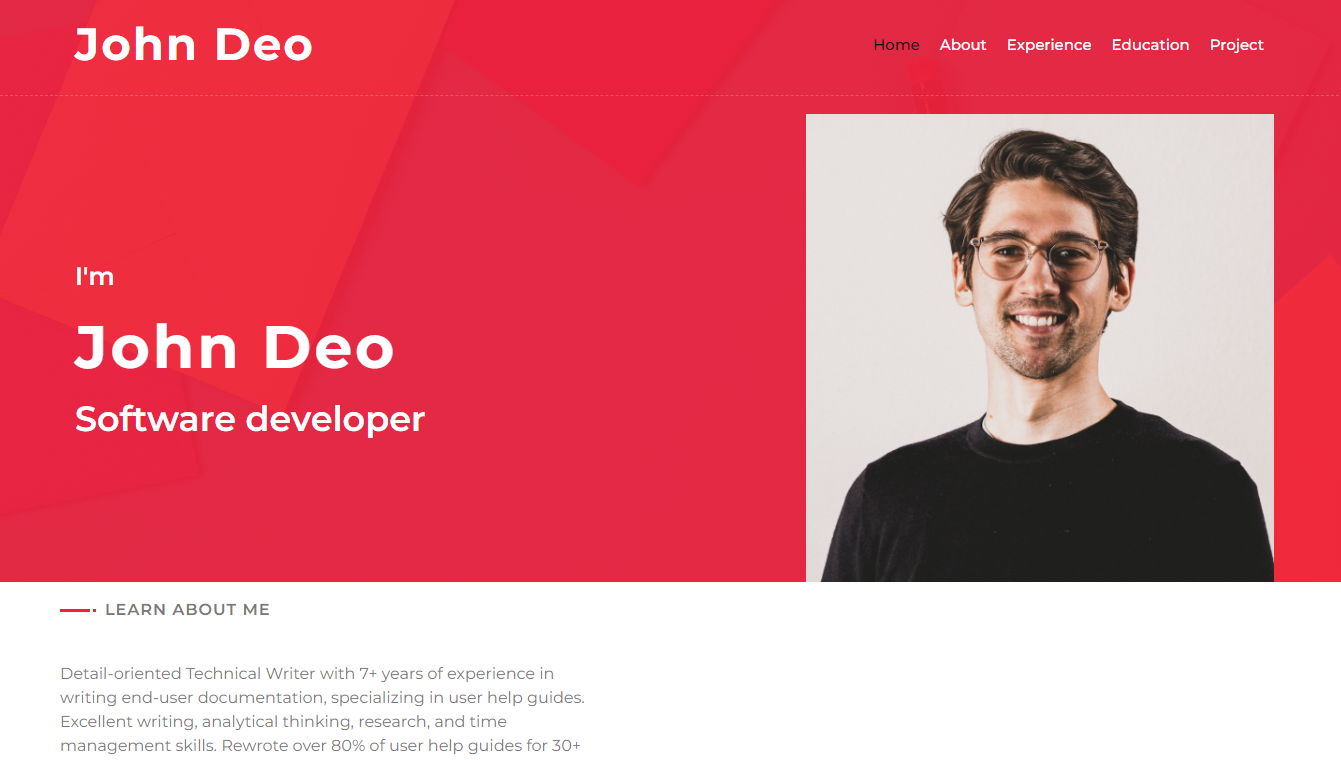 John Deo
Home About Experience Education Project
I'm
John Deo
Software developer
LEARN ABOUT ME
Detail-oriented Technical Writer with 7+ years of experience in
writing end-user documentation, specializing in user help guides.
Excellent writing, analytical thinking, research, and time
management skills. Rewrote over 80% of user help guides for 30+